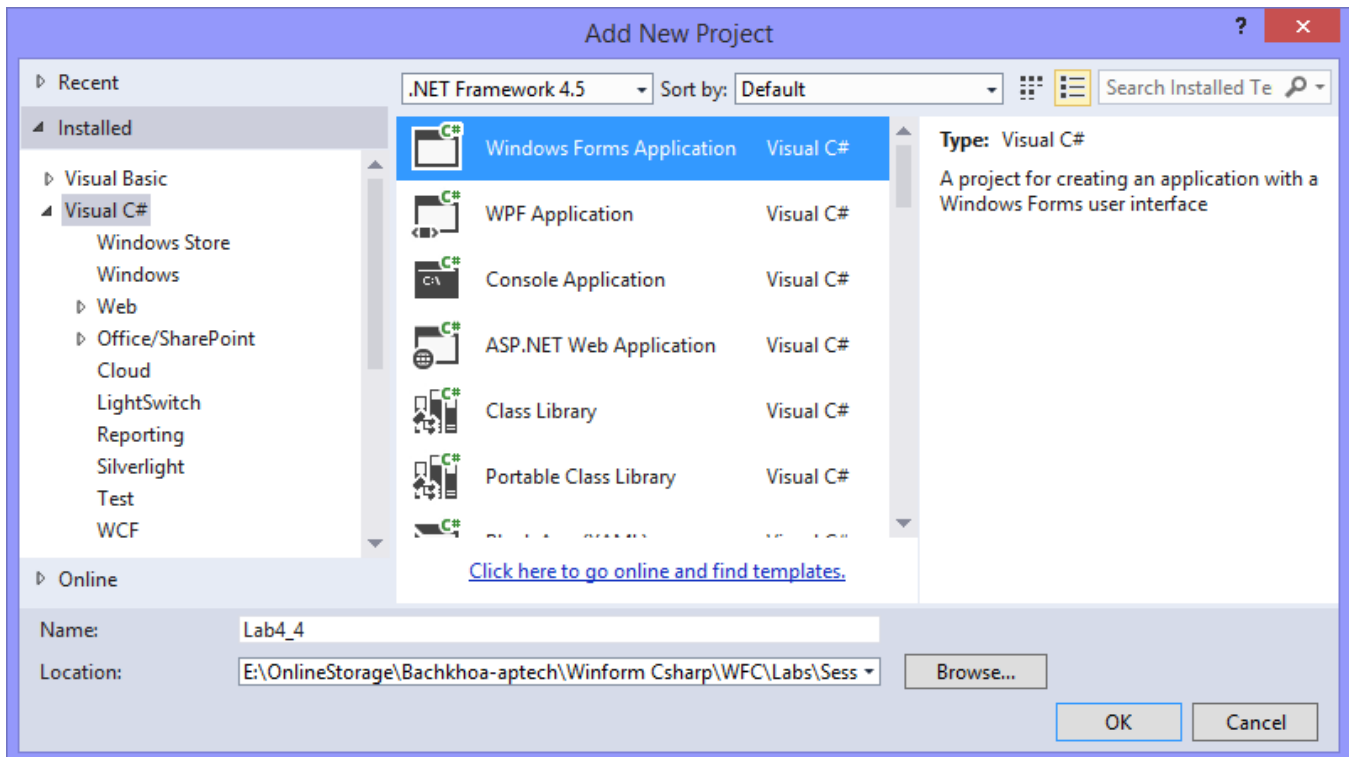 Add New Project
?
Recent
Installed
Visual Basic
Visual C#
Windows Store
Windows
Web
Office/SharePoint
Cloud
LightSwitch
Reporting
Silverlight
Test
WCF
Online
.NET Framework 4.5 Sort by: Default
Search Installed Te
C# Windows Forms Application Visual C#
C# WPF Application Visual C#
C# C:\ Console Application Visual C#
C# ASP.NET Web Application Visual C#
C# Class Library Visual C#
C# Portable Class Library Visual C#
C#
Click here to go online and find templates.
Type: Visual C#
A project for creating an application with a
Windows Forms user interface
Name: Lab4_4
Location: E:\OnlineStorage\Bachkhoa-aptech\Winform Csharp\WFC\Labs\Sess
Browse...
OK Cancel